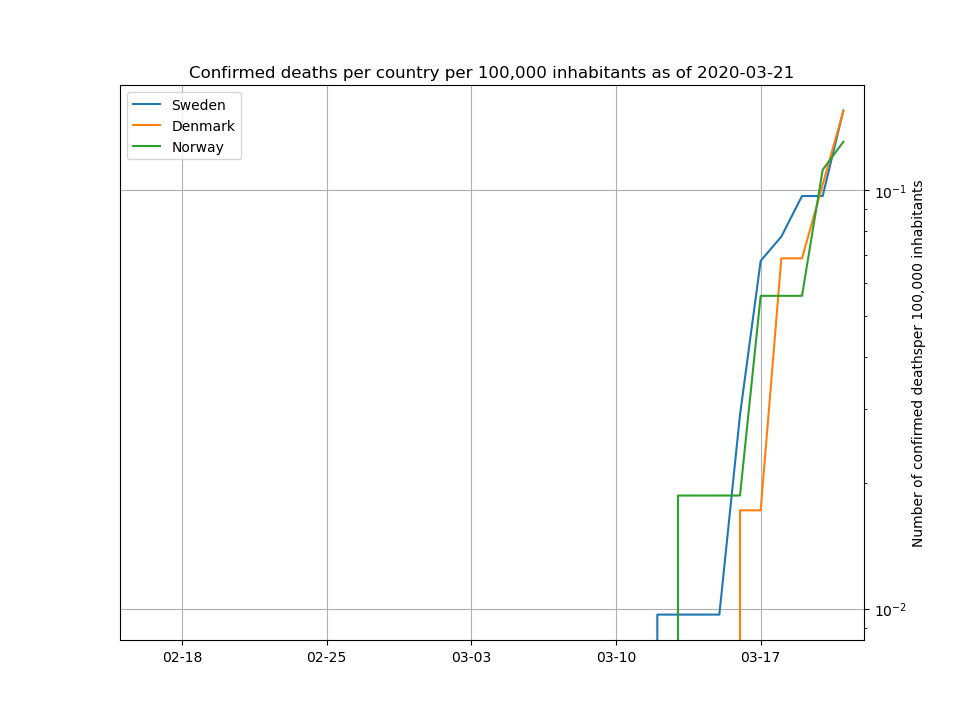 Confirmed deaths per country per 100,000 inhabitants as of 2020-03-21
Sweden
Denmark
Norway
10⁻¹
10⁻²
Number of confirmed deathsper 100,000 inhabitants
02-18
02-25
03-03
03-10
03-17